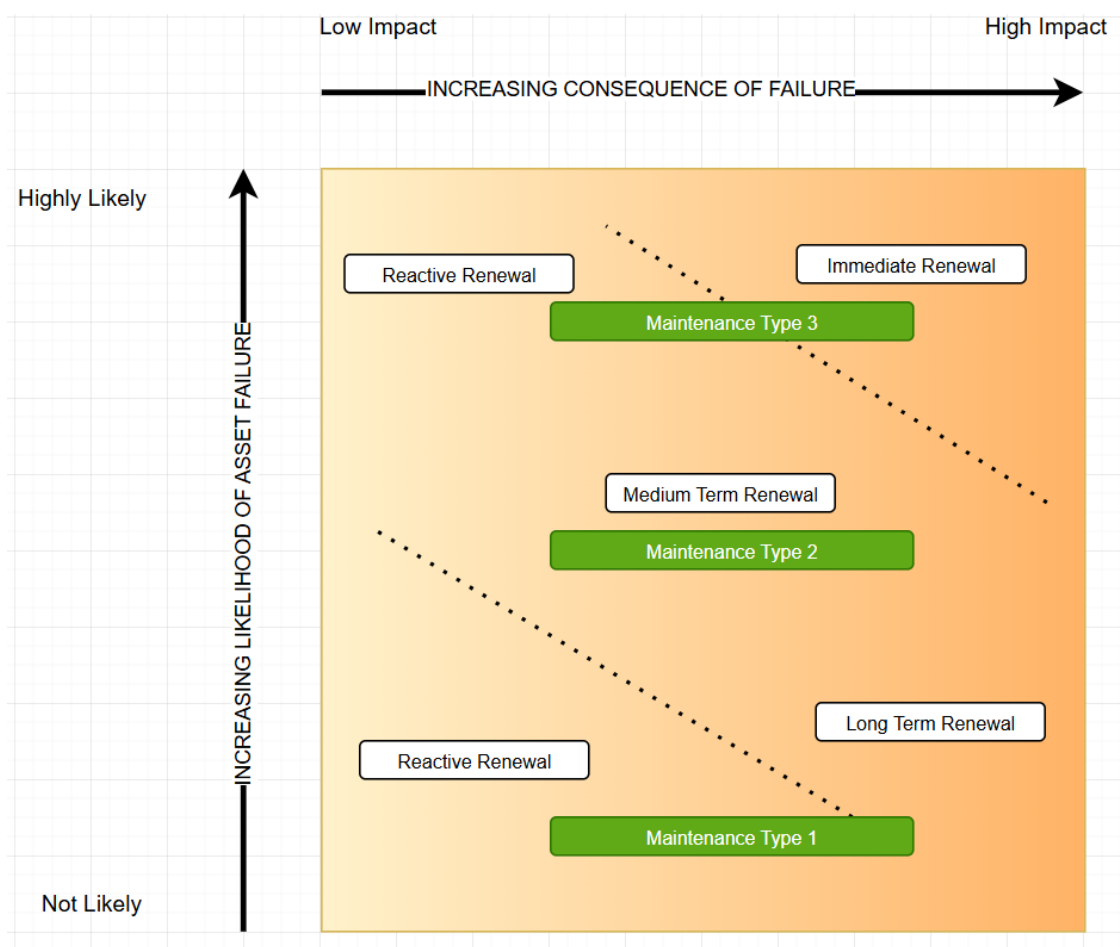 Low Impact
High Impact
INCREASING CONSEQUENCE OF FAILURE
Highly Likely
Reactive Renewal
Immediate Renewal
Maintenance Type 3
INCREASING LIKELIHOOD OF ASSET FAILURE
Medium Term Renewal
Maintenance Type 2
Long Term Renewal
Reactive Renewal
Maintenance Type 1
Not Likely